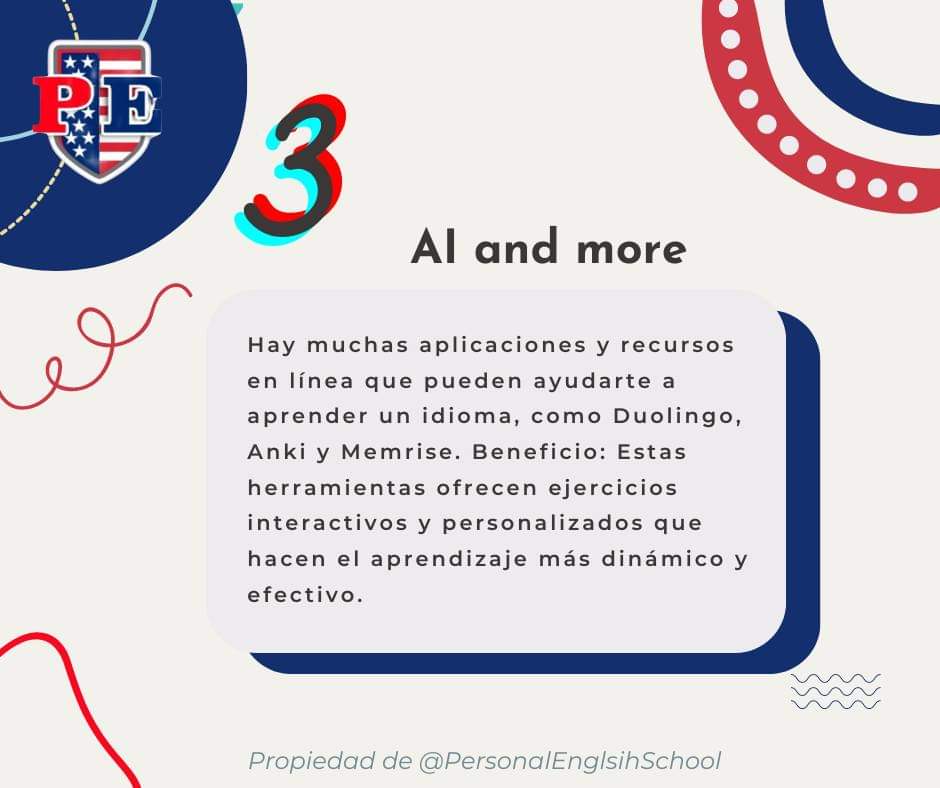 PE
3
AI and more
Hay muchas aplicaciones y recursos
en línea que pueden ayudarte a
aprender un idioma, como Duolingo,
Anki y Memrise. Beneficio: Estas
herramientas ofrecen ejercicios
interactivos y personalizados que
hacen el aprendizaje más dinámico y
efectivo.
Propiedad de @PersonalEnglsihSchool